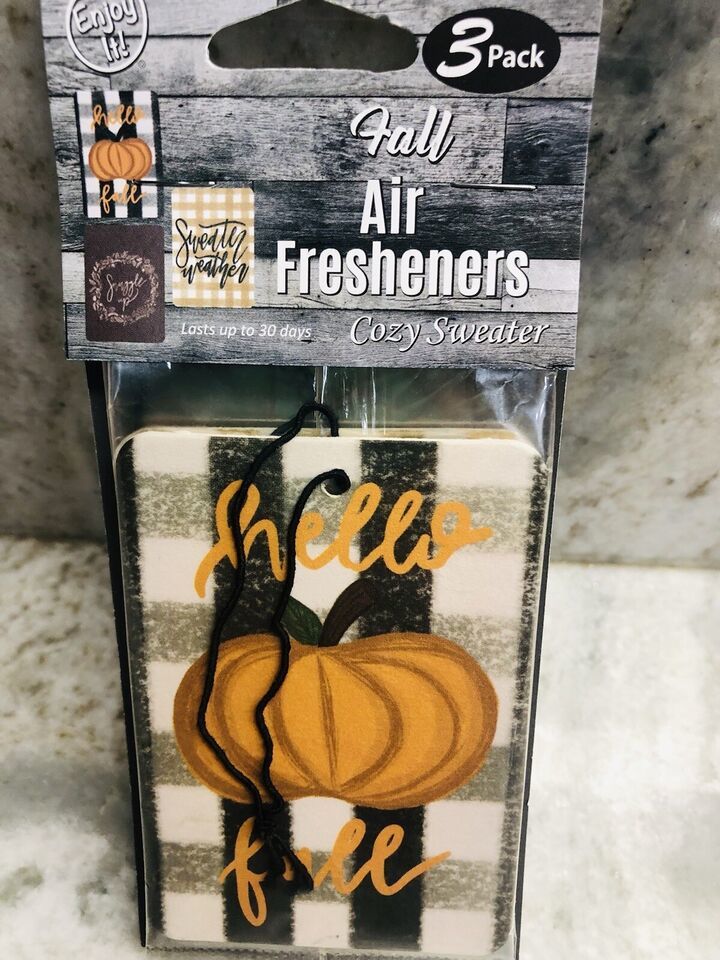 Enjoy
It!
3 Pack
hello
fall
Sweater
weather
Snuggle
up
Fall
Air
Fresheners
Lasts up to 30 days
Cozy Sweater
hello
fall